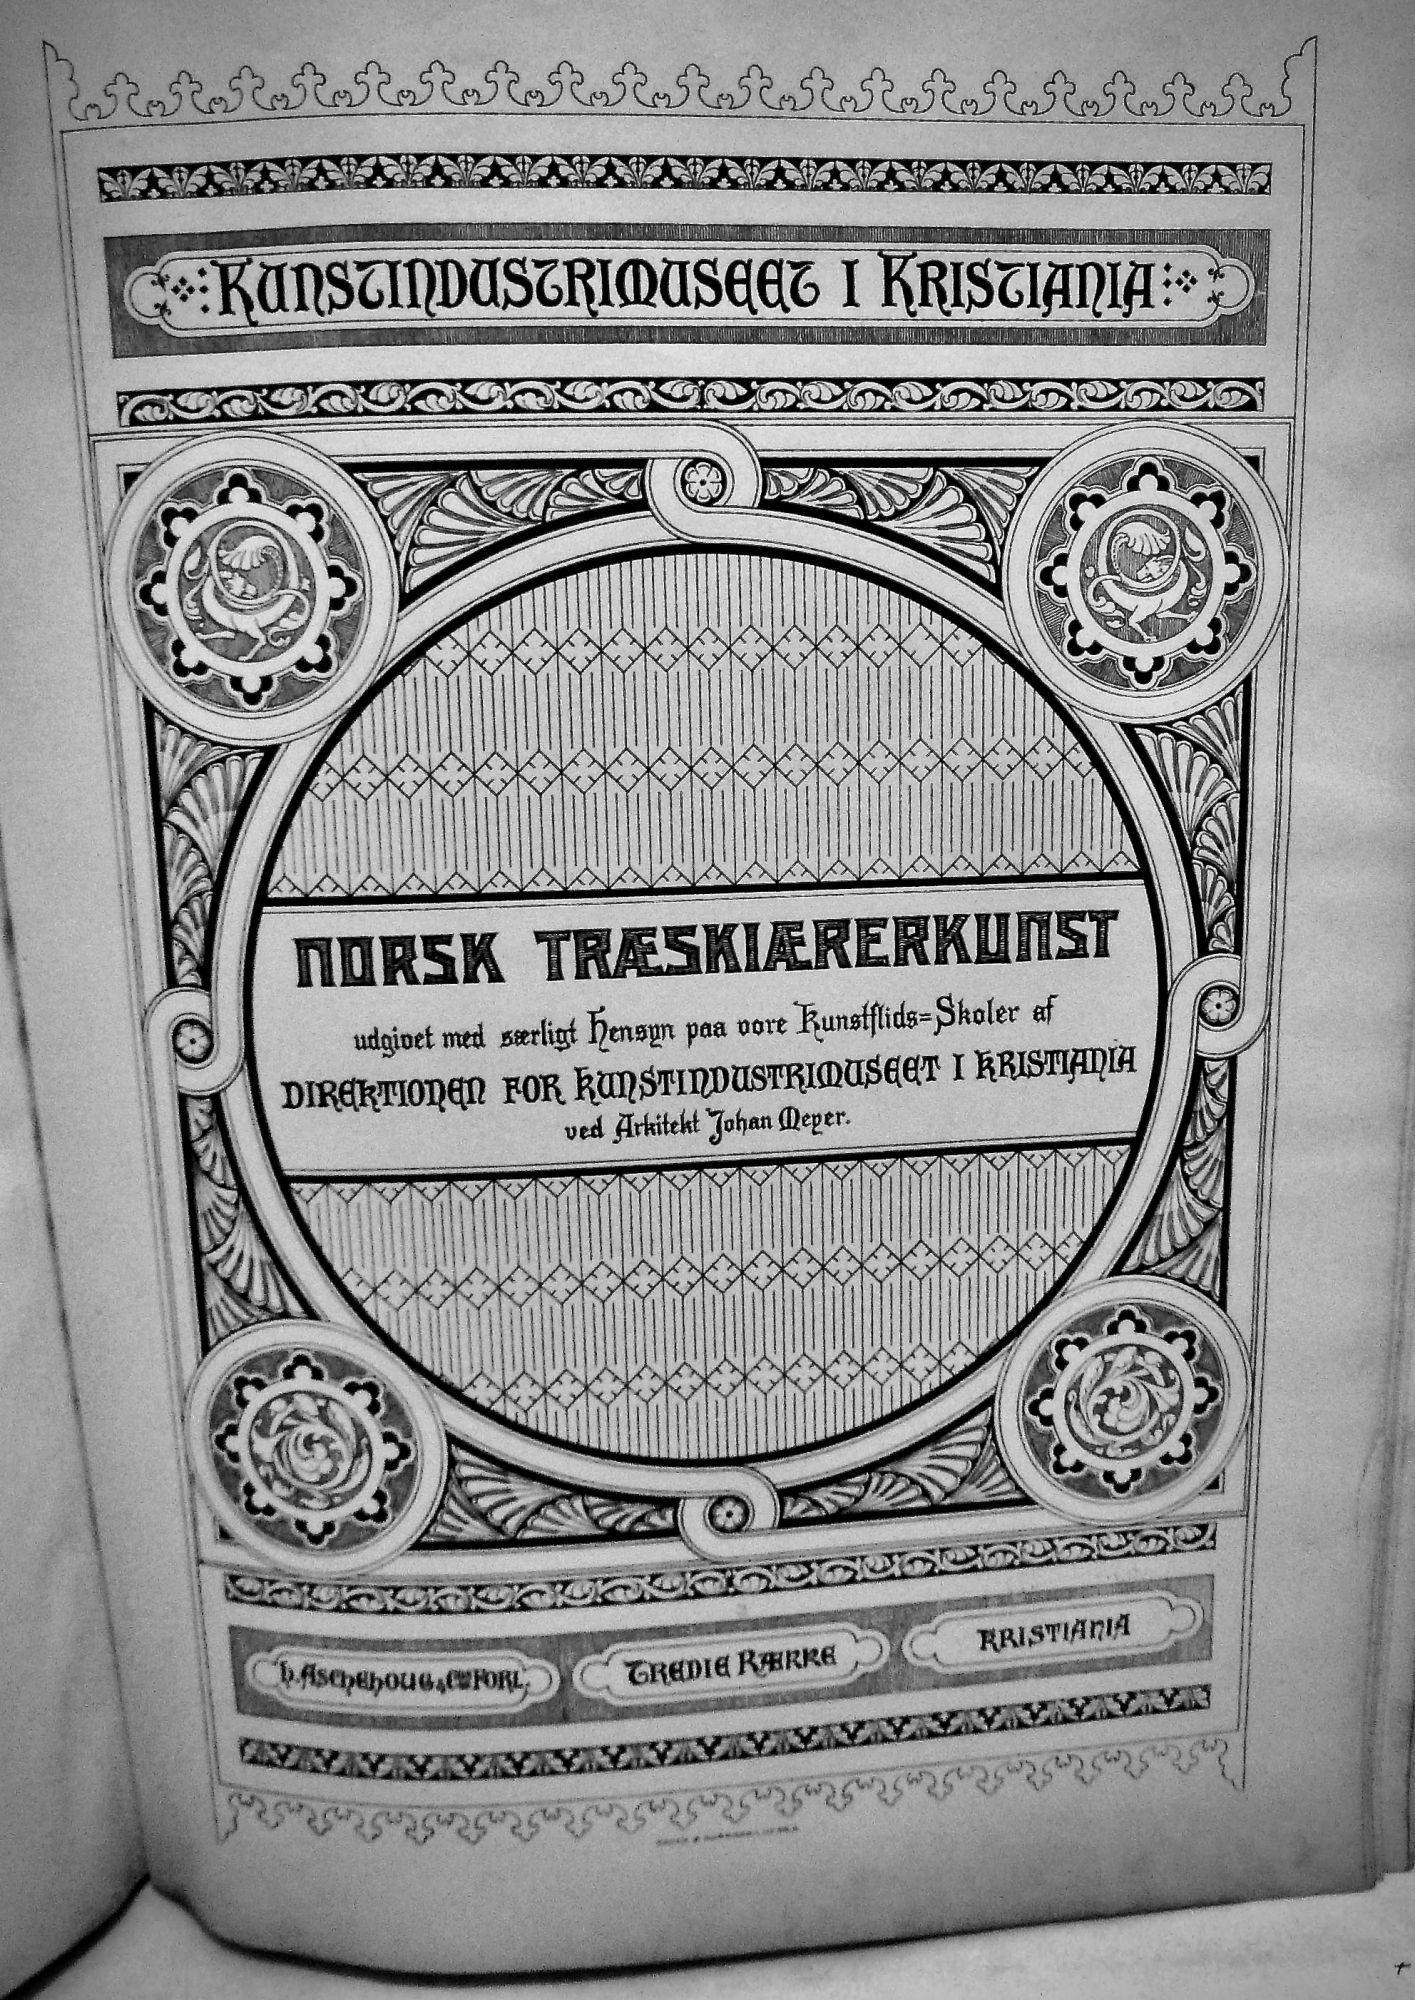 KUNSTINDUSTRIMUSEET I KRISTIANIA
NORSK TRÆSKIÆRERKUNST
udgivet med særligt Hensyn paa vore Kunstflids=Skoler af
DIREKTIONEN FOR KUNSTINDUSTRIMUSEET I KRISTIANIA
ved Arkitekt Johan Meyer.
H. ASCHEHOUG & CO'S FORL. TREDIE RÆKKE KRISTIANIA